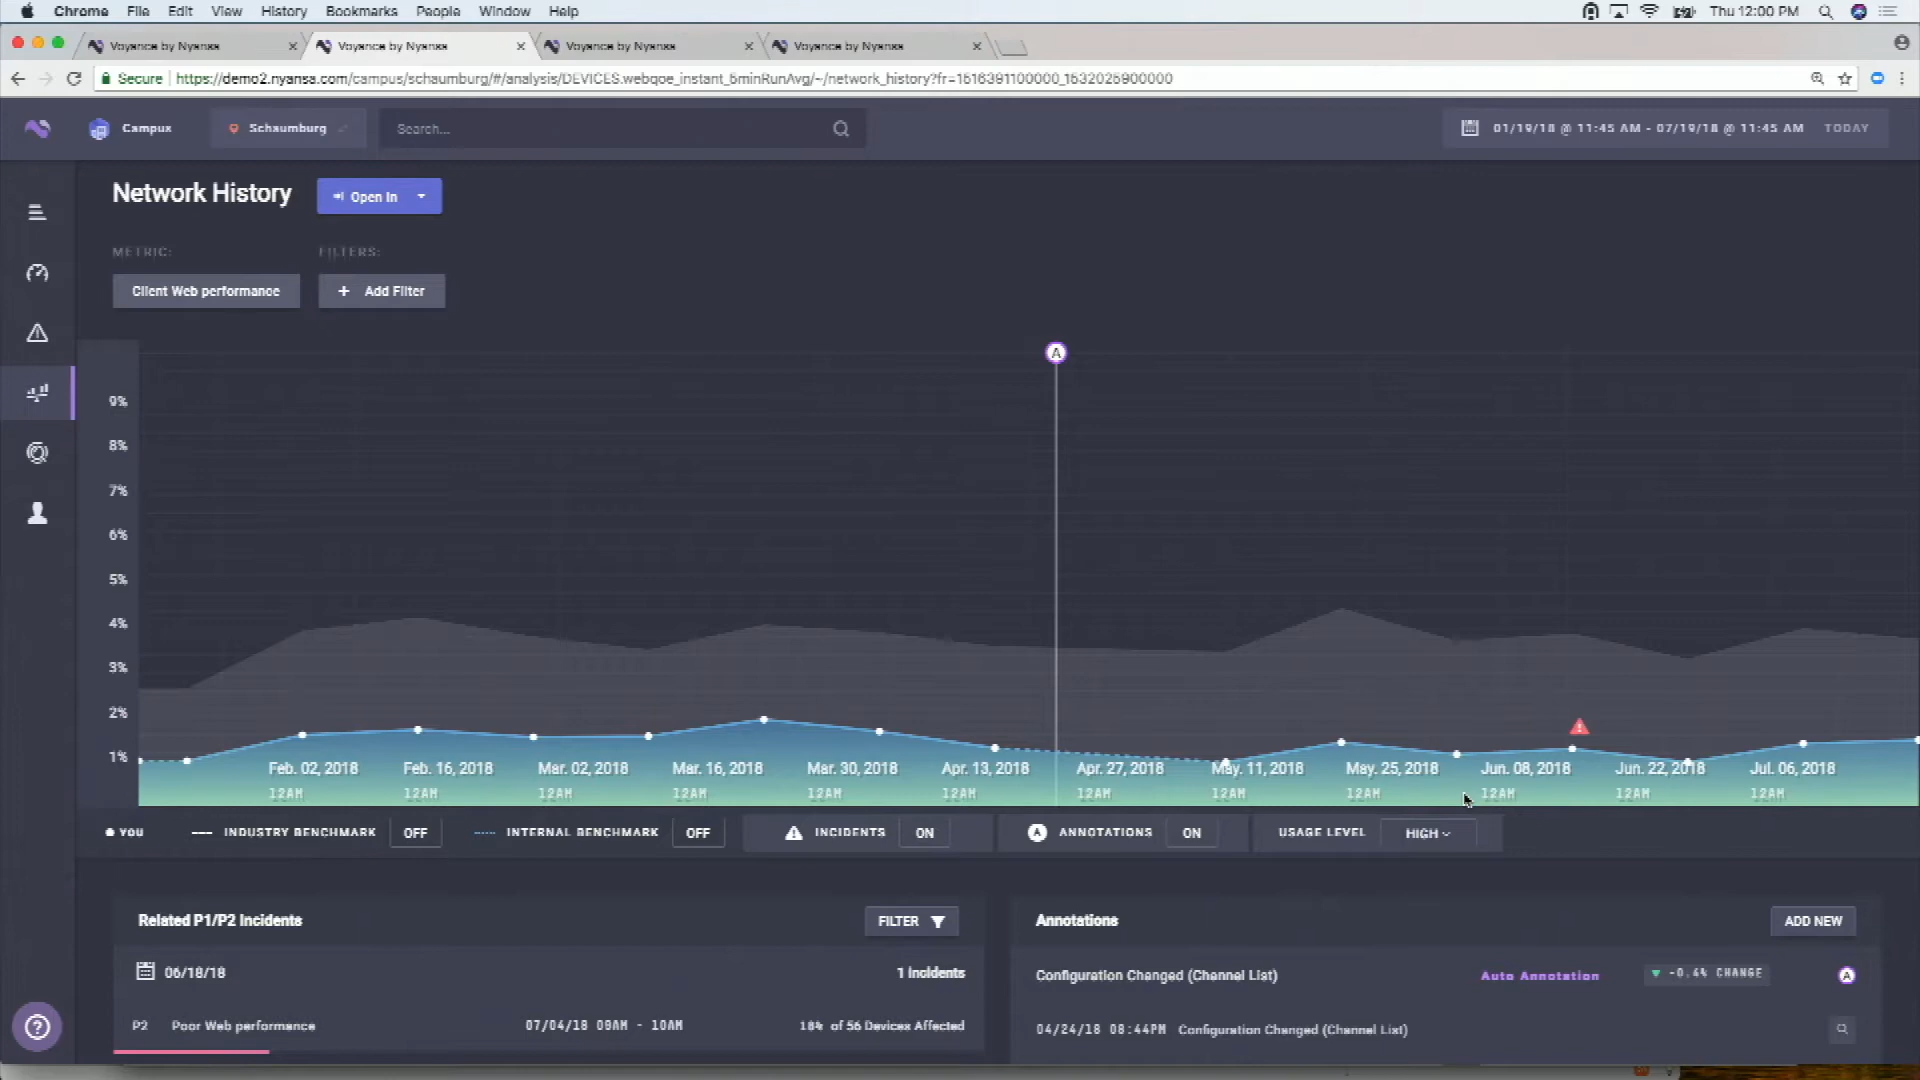 Chrome File Edit View History Bookmarks People Window Help Thu 12:00 PM
Voyance by Nyansa Voyance by Nyansa Voyance by Nyansa Voyance by Nyansa
Secure https://demo2.nyansa.com/campus/schaumburg/#/analysis/DEVICES.webqoe_instant_5minRunAvg/~/network_history?fr=1516391100000_1532025900000
Campus Schaumburg Search... 01/19/18 @ 11:45 AM - 07/19/18 @ 11:45 AM TODAY
Network History Open In
METRIC: FILTERS:
Client Web performance + Add Filter
A
9%
8%
7%
6%
5%
4%
3%
2%
1%
Feb. 02, 2018 Feb. 16, 2018 Mar. 02, 2018 Mar. 16, 2018 Mar. 30, 2018 Apr. 13, 2018 Apr. 27, 2018 May. 11, 2018 May. 25, 2018 Jun. 08, 2018 Jun. 22, 2018 Jul. 06, 2018
12AM 12AM 12AM 12AM 12AM 12AM 12AM 12AM 12AM 12AM 12AM 12AM
YOU INDUSTRY BENCHMARK OFF INTERNAL BENCHMARK OFF INCIDENTS ON A ANNOTATIONS ON USAGE LEVEL HIGH
Related P1/P2 Incidents FILTER
06/18/18 1 Incidents
P2 Poor Web performance 07/04/18 09AM - 10AM 18% of 56 Devices Affected
Annotations ADD NEW
Configuration Changed (Channel List) Auto Annotation -0.4% CHANGE A
04/24/18 08:44PM Configuration Changed (Channel List)